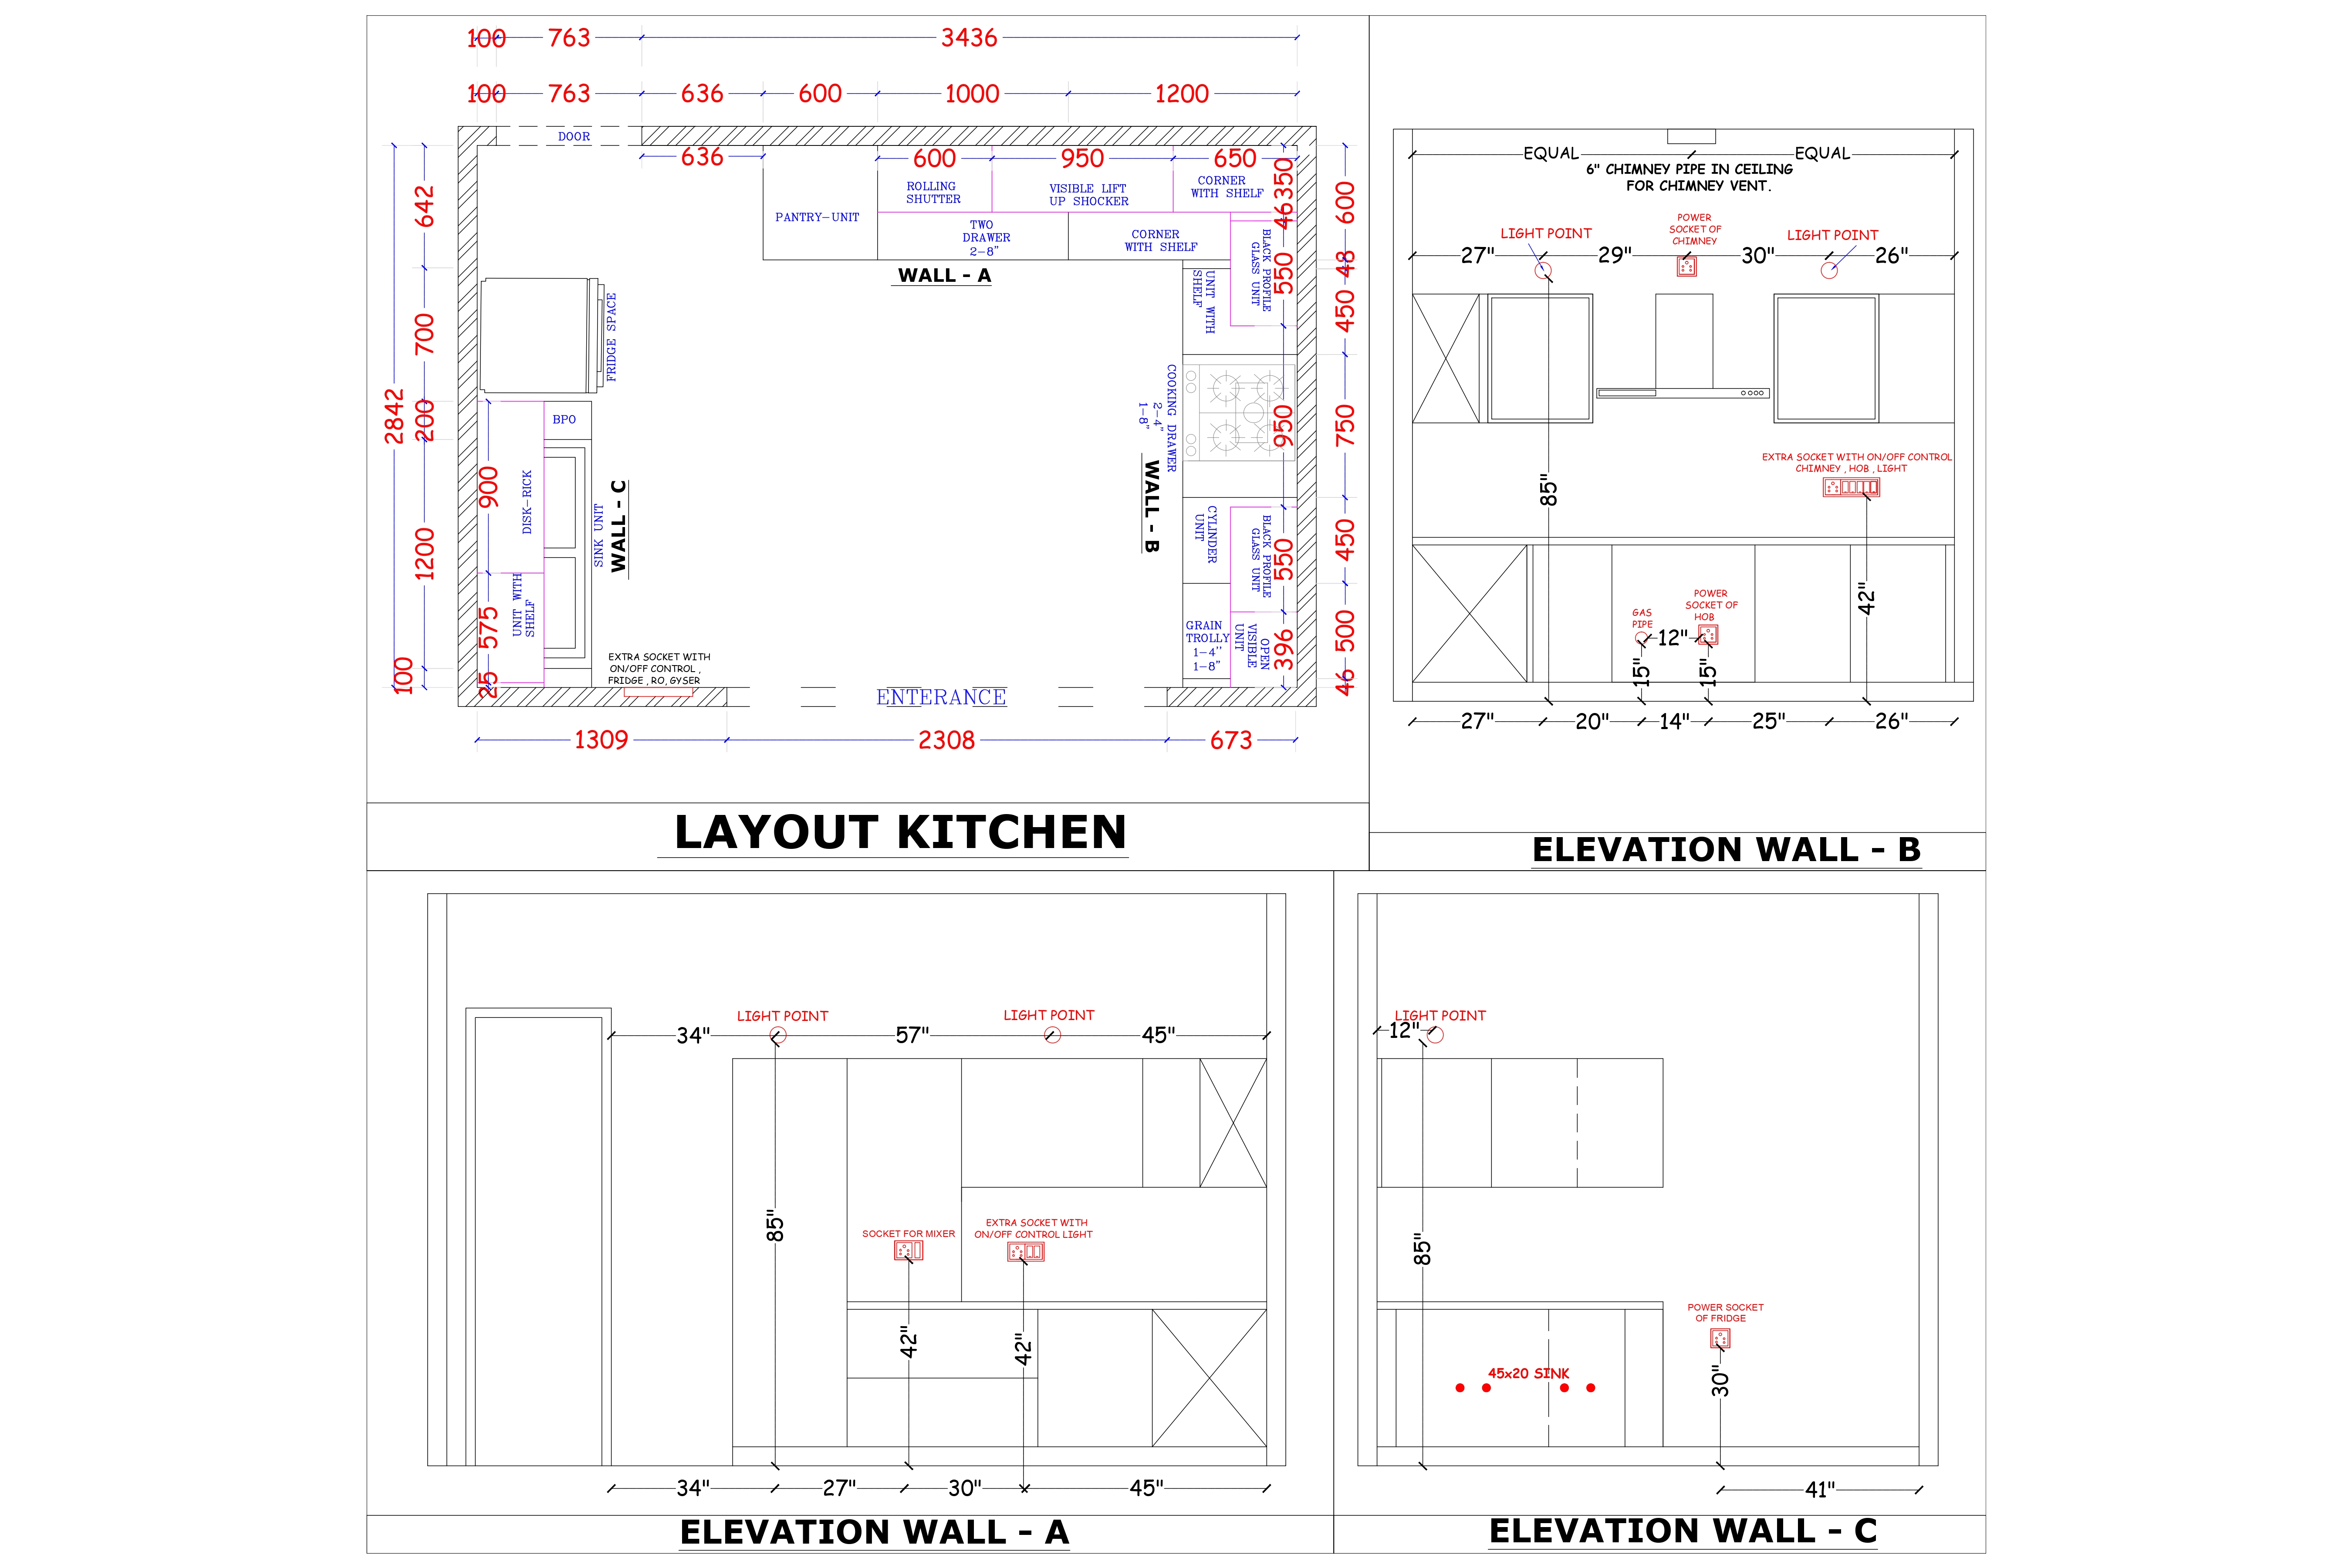 100 763 3436
100 763 636 600 1000 1200
DOOR
636 600 950 650
ROLLING
SHUTTER
VISIBLE LIFT
UP SHOCKER
CORNER
WITH SHELF
PANTRY-UNIT
TWO
DRAWER
2-8"
CORNER
WITH SHELF
WALL - A
46 350
550
950
550
396
600
48
450
750
450
500
46
BLACK PROFILE
GLASS UNIT
UNIT WITH
SHELF
COOKING DRAWER
2-4"
1-8"
WALL - B
CYLINDER
UNIT
BLACK PROFILE
GLASS UNIT
GRAIN
TROLLY
1-4''
1-8"
OPEN
VISIBLE
UNIT
2842
642
700
200
1200
100
FRIDGE SPACE
BPO
900
DISK-RICK
SINK UNIT
WALL - C
575
UNIT WITH
SHELF
25
EXTRA SOCKET WITH
ON/OFF CONTROL ,
FRIDGE , RO, GYSER
ENTERANCE
1309 2308 673
LAYOUT KITCHEN
EQUAL EQUAL
6" CHIMNEY PIPE IN CEILING
FOR CHIMNEY VENT.
POWER
SOCKET OF
CHIMNEY
LIGHT POINT LIGHT POINT
27" 29" 30" 26"
EXTRA SOCKET WITH ON/OFF CONTROL
CHIMNEY , HOB , LIGHT
85"
42"
POWER
SOCKET OF
HOB
GAS
PIPE
12"
15" 15"
27" 20" 14" 25" 26"
ELEVATION WALL - B
LIGHT POINT LIGHT POINT
34" 57" 45"
85"
SOCKET FOR MIXER
EXTRA SOCKET WITH
ON/OFF CONTROL LIGHT
42" 42"
34" 27" 30" 45"
ELEVATION WALL - A
LIGHT POINT
12"
85"
POWER SOCKET
OF FRIDGE
45x20 SINK
30"
41"
ELEVATION WALL - C